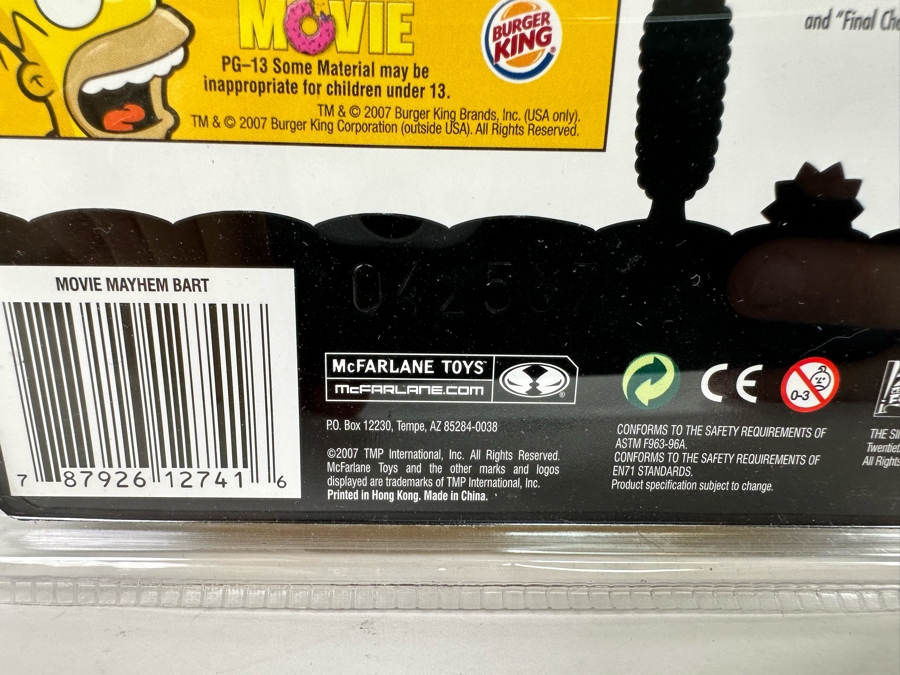 MOVIE
BURGER
KING
PG–13 Some Material may be
inappropriate for children under 13.
TM & © 2007 Burger King Brands, Inc. (USA only).
TM & © 2007 Burger King Corporation (outside USA). All Rights Reserved.
and "Final
MOVIE MAYHEM BART
7 87926 12741 6
McFARLANE TOYS™
McFARLANE.COM
®
P.O. Box 12230, Tempe, AZ 85284-0038
©2007 TMP International, Inc. All Rights Reserved.
McFarlane Toys and the other marks and logos
displayed are trademarks of TMP International, Inc.
Printed in Hong Kong. Made in China.
CE
0-3
CONFORMS TO THE SAFETY REQUIREMENTS OF
ASTM F963-96A.
CONFORMS TO THE SAFETY REQUIREMENTS OF
EN71 STANDARDS.
Product specification subject to change.
THE
All